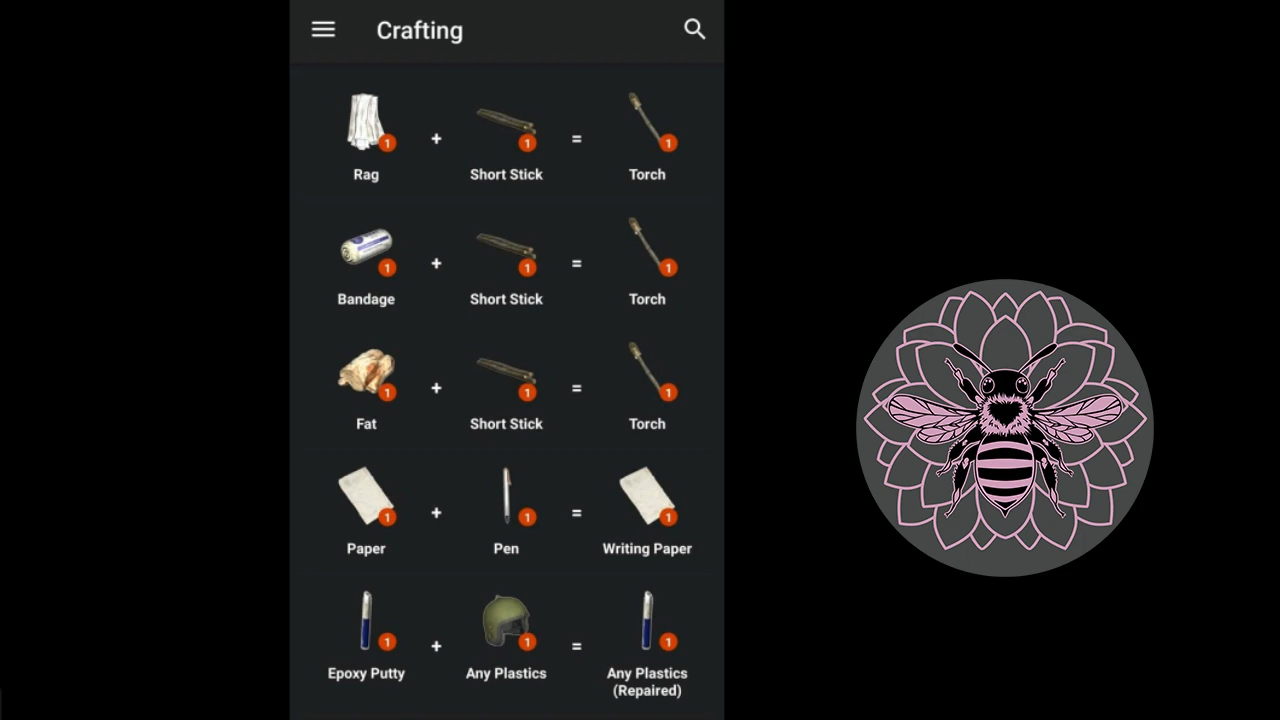 Crafting
1 + 1 = 1
Rag Short Stick Torch
1 + 1 = 1
Bandage Short Stick Torch
1 + 1 = 1
Fat Short Stick Torch
1 + 1 = 1
Paper Pen Writing Paper
1 + 1 = 1
Epoxy Putty Any Plastics Any Plastics
(Repaired)